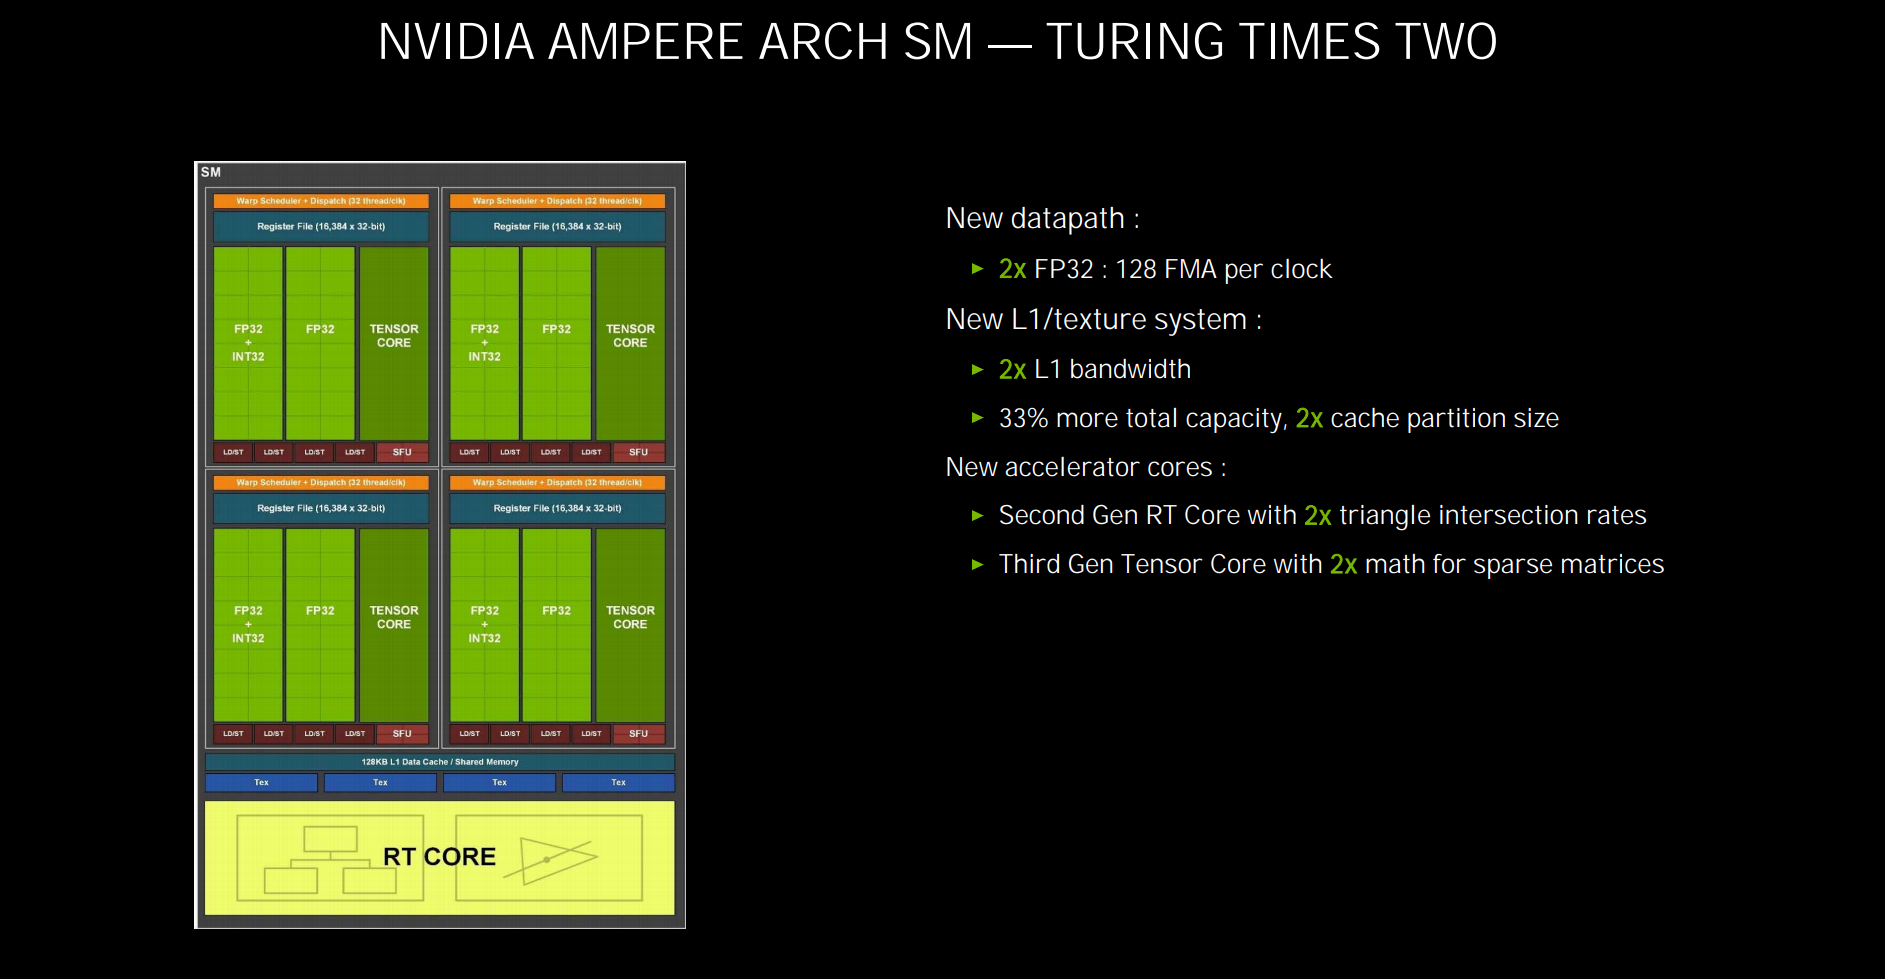 NVIDIA AMPERE ARCH SM — TURING TIMES TWO
SM
Warp Scheduler + Dispatch (32 thread/clk)
Register File (16,384 x 32-bit)
FP32
+
INT32
FP32
TENSOR
CORE
LD/ST LD/ST LD/ST LD/ST SFU
Warp Scheduler + Dispatch (32 thread/clk)
Register File (16,384 x 32-bit)
FP32
+
INT32
FP32
TENSOR
CORE
LD/ST LD/ST LD/ST LD/ST SFU
Warp Scheduler + Dispatch (32 thread/clk)
Register File (16,384 x 32-bit)
FP32
+
INT32
FP32
TENSOR
CORE
LD/ST LD/ST LD/ST LD/ST SFU
Warp Scheduler + Dispatch (32 thread/clk)
Register File (16,384 x 32-bit)
FP32
+
INT32
FP32
TENSOR
CORE
LD/ST LD/ST LD/ST LD/ST SFU
128KB L1 Data Cache / Shared Memory
Tex Tex Tex Tex
RT CORE
New datapath :
► 2x FP32 : 128 FMA per clock
New L1/texture system :
► 2x L1 bandwidth
► 33% more total capacity, 2x cache partition size
New accelerator cores :
► Second Gen RT Core with 2x triangle intersection rates
► Third Gen Tensor Core with 2x math for sparse matrices